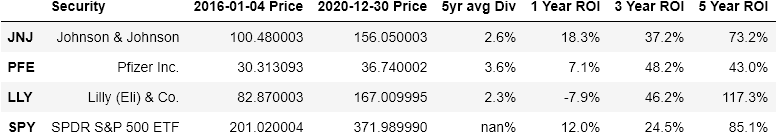 Security 2016-01-04 Price 2020-12-30 Price 5yr avg Div 1 Year ROI 3 Year ROI 5 Year ROI
JNJ Johnson & Johnson 100.480003 156.050003 2.6% 18.3% 37.2% 73.2%
PFE Pfizer Inc. 30.313093 36.740002 3.6% 7.1% 48.2% 43.0%
LLY Lilly (Eli) & Co. 82.870003 167.009995 2.3% -7.9% 46.2% 117.3%
SPY SPDR S&P 500 ETF 201.020004 371.989990 nan% 12.0% 24.5% 85.1%